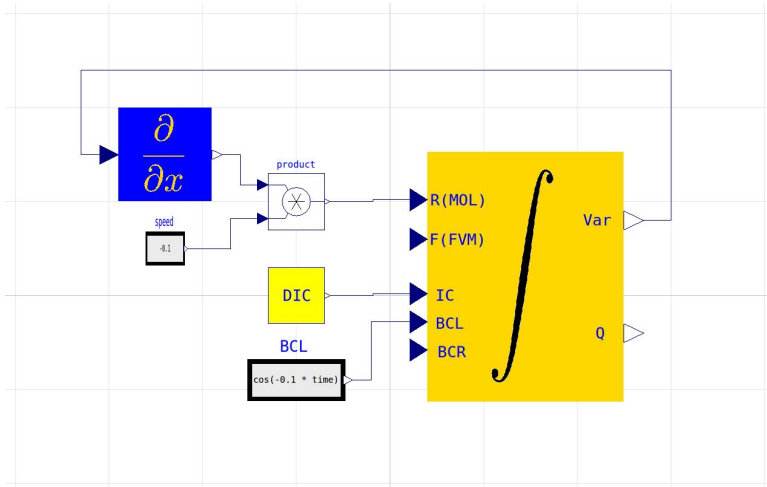 ∂
∂x
product
speed
-0.1
R(MOL)
F(FVM)
Var
DIC
IC
BCL
BCL
cos(-0.1 * time)
BCR
Q